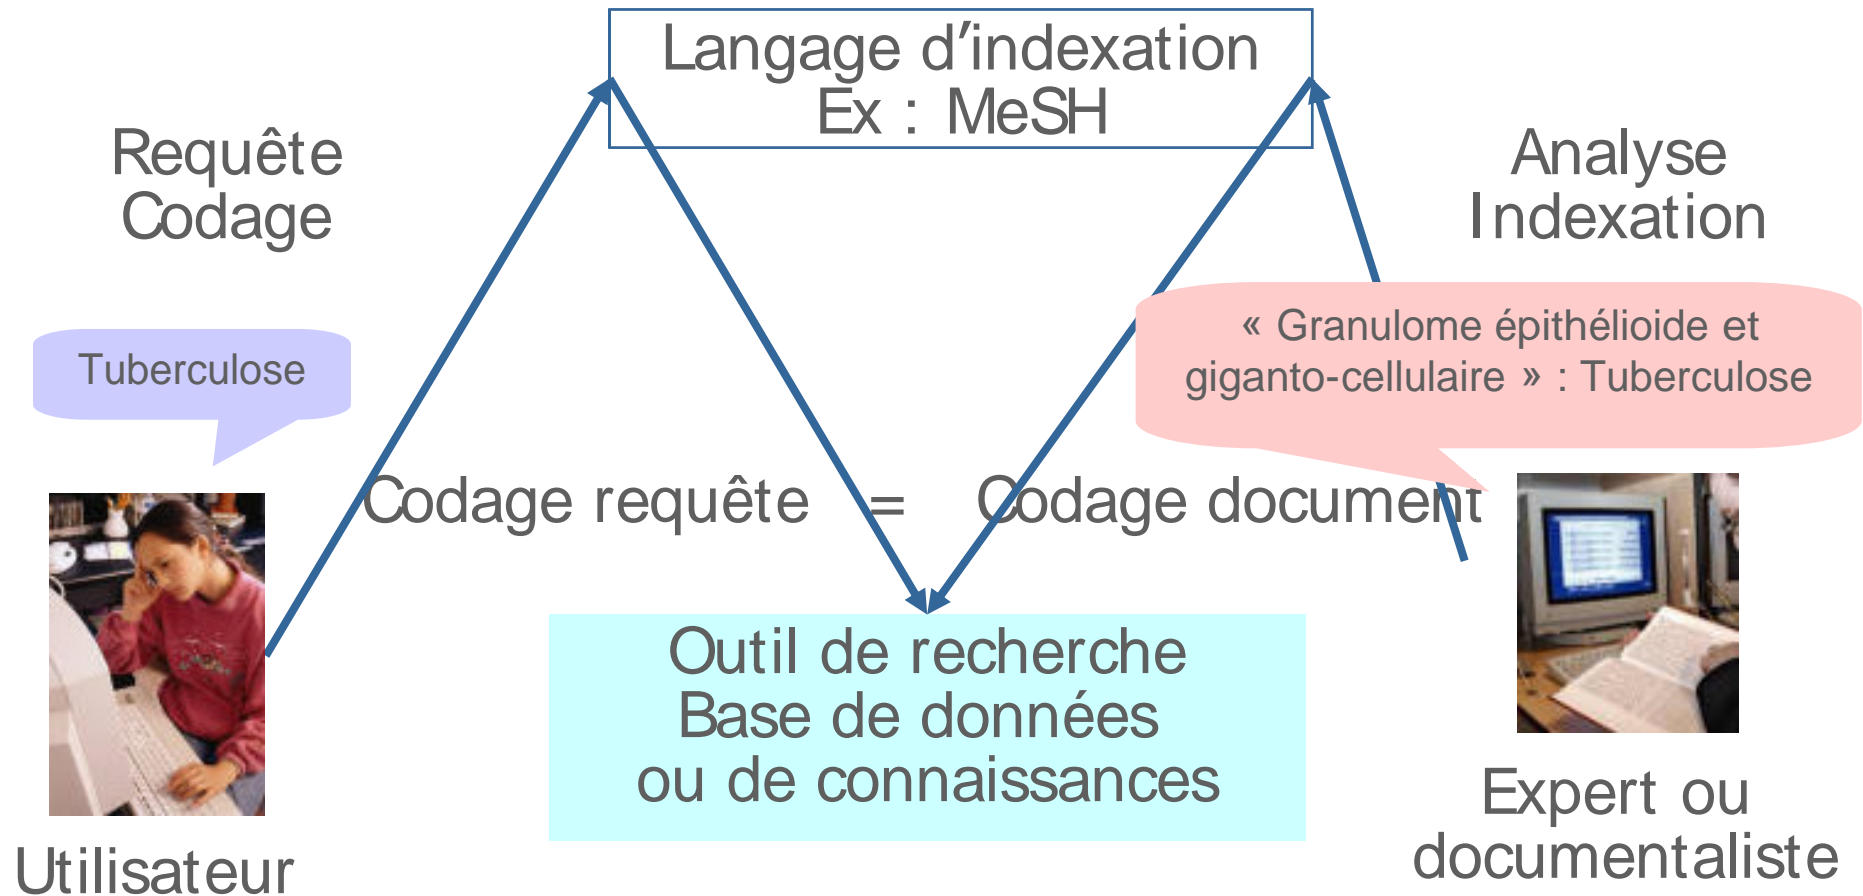 Langage d’indexation
Ex : MeSH
Requête
Codage
Analyse
Indexation
Tuberculose
« Granulome épithélioide et
giganto-cellulaire » : Tuberculose
Codage requête = Codage document
Outil de recherche
Base de données
ou de connaissances
Utilisateur
Expert ou
documentaliste